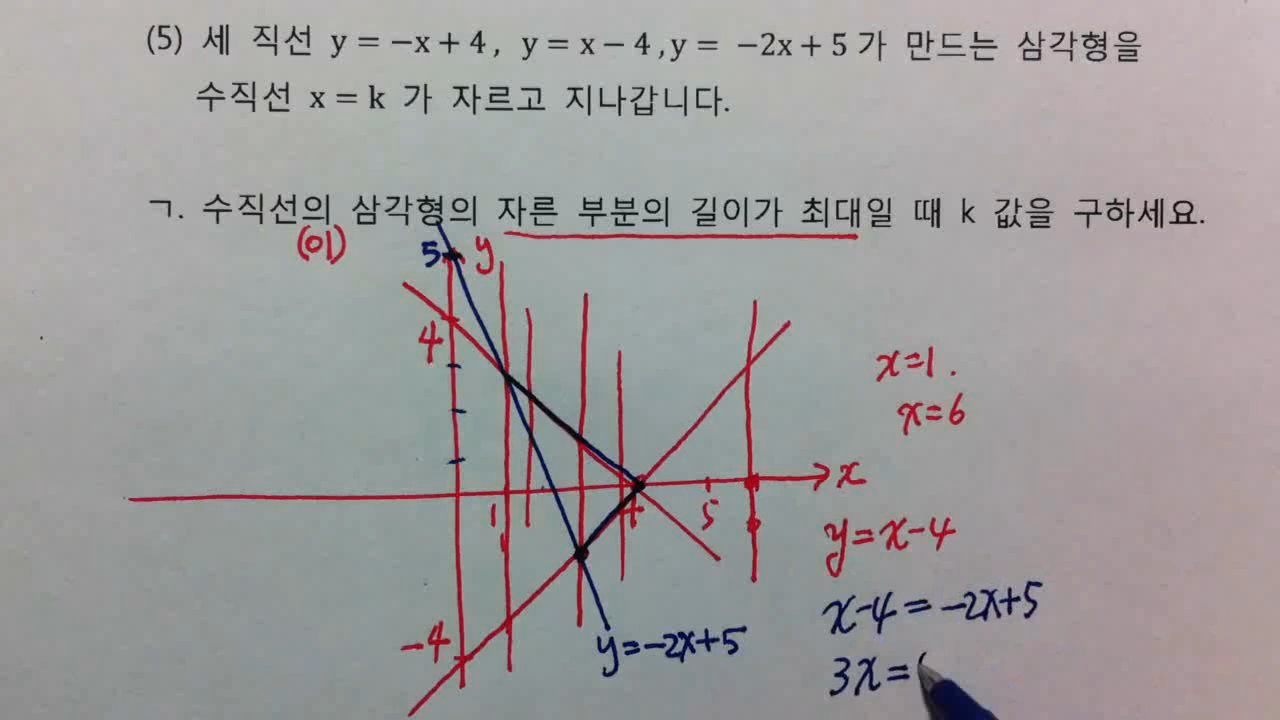 (5) 세 직선 y = −x + 4, y = x − 4 ,y = −2x + 5 가 만드는 삼각형을
수직선 x = k 가 자르고 지나갑니다.
ㄱ. 수직선의 삼각형의 자른 부분의 길이가 최대일 때 k 값을 구하세요.
(이)
5 y
4
x=1.
x=6
x
1 4 5 6
y=x-4
x-4=-2x+5
-4
y=-2x+5
3x=